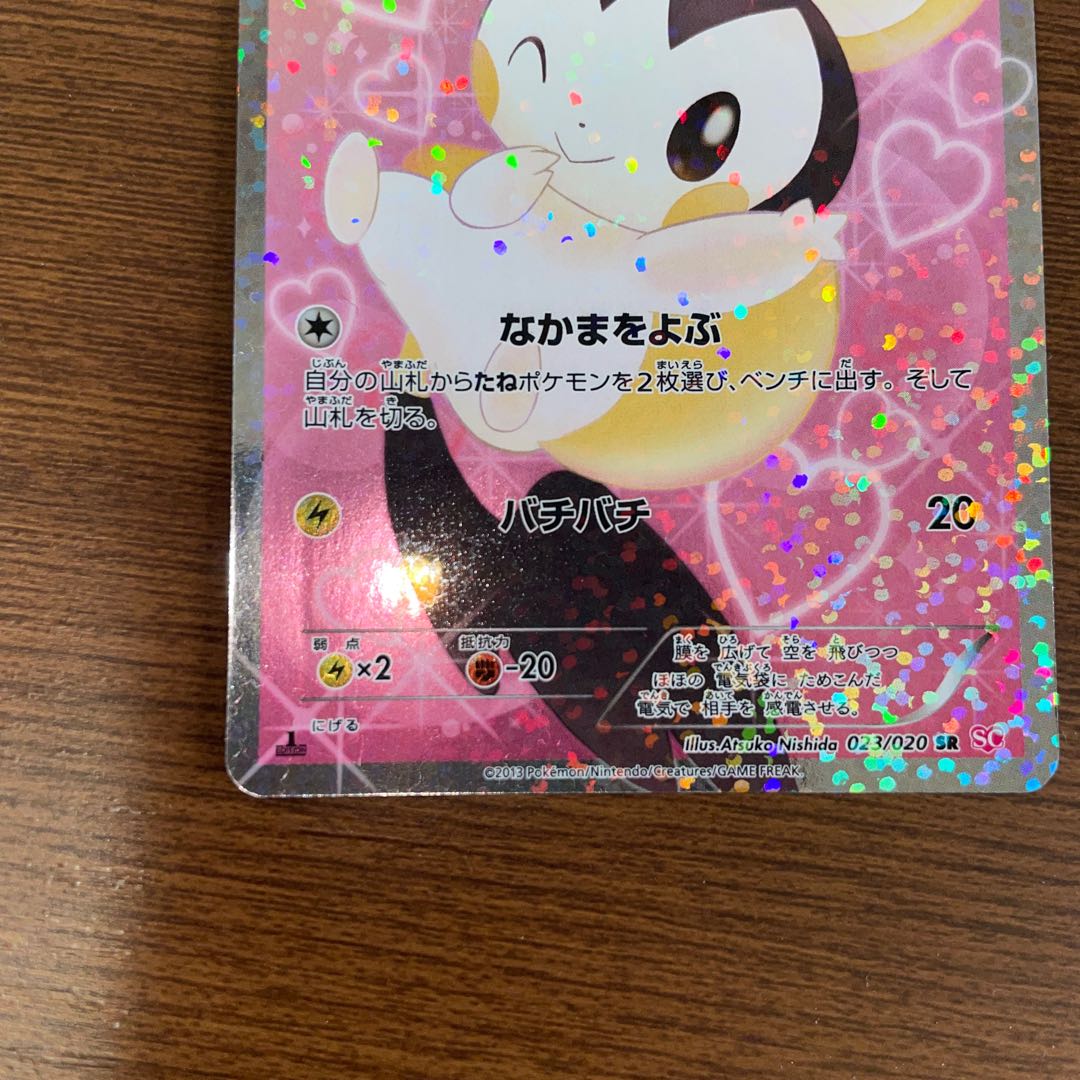 なかまをよぶ
自分の山札からたねポケモンを2枚選び、ベンチに出す。そして
山札を切る。
バチバチ 20
弱点 抵抗力
×2 -20
にげる
膜を 広げて 空を 飛びつつ
ほほの 電気袋に ためこんだ
電気で 相手を 感電させる。
1 EDITION
Illus. Atsuko Nishida 023/020 SR SC
©2013 Pokémon/Nintendo/Creatures/GAME FREAK.